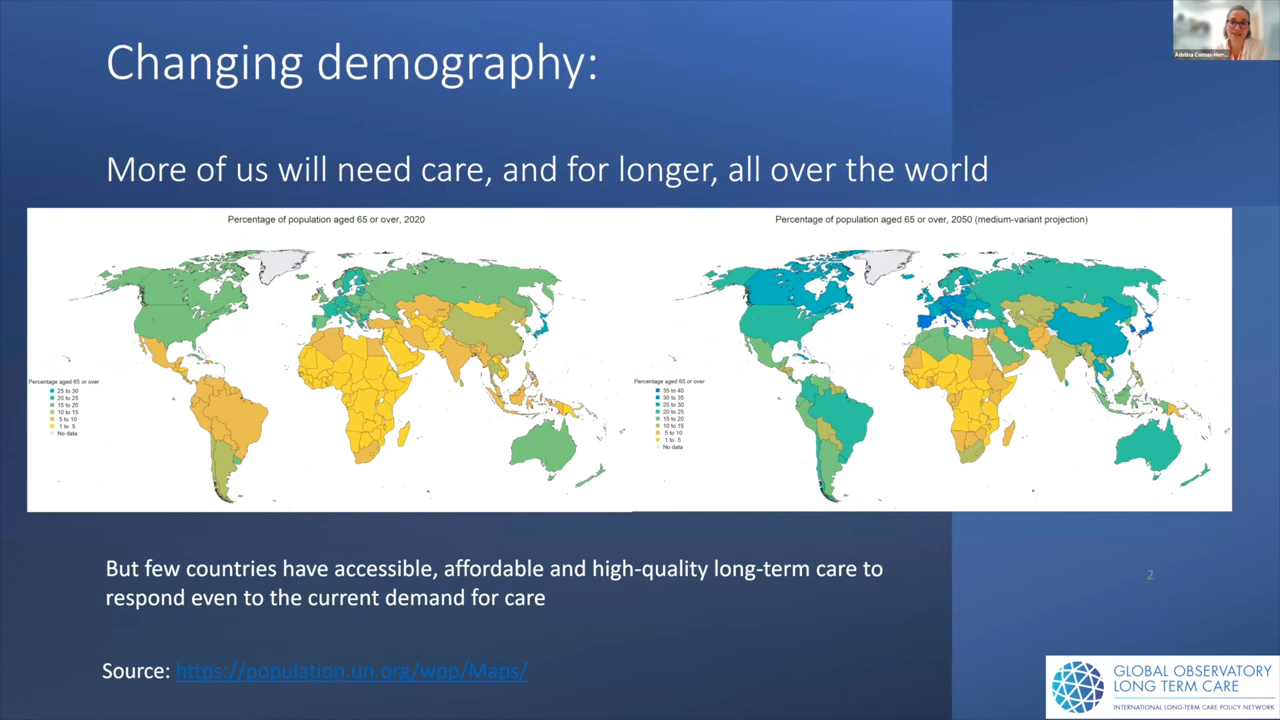 Changing demography:
Adelina Comas-Herr...
More of us will need care, and for longer, all over the world
Percentage of population aged 65 or over, 2020
Percentage of population aged 65 or over, 2050 (medium-variant projection)
Percentage aged 65 or over
25 to 30
20 to 25
15 to 20
10 to 15
5 to 10
1 to 5
No data
Percentage aged 65 or over
35 to 40
30 to 35
25 to 30
20 to 25
15 to 20
10 to 15
5 to 10
1 to 5
No data
But few countries have accessible, affordable and high-quality long-term care to
respond even to the current demand for care
2
Source: https://population.un.org/wpp/Maps/
GLOBAL OBSERVATORY
LONG TERM CARE
INTERNATIONAL LONG-TERM CARE POLICY NETWORK